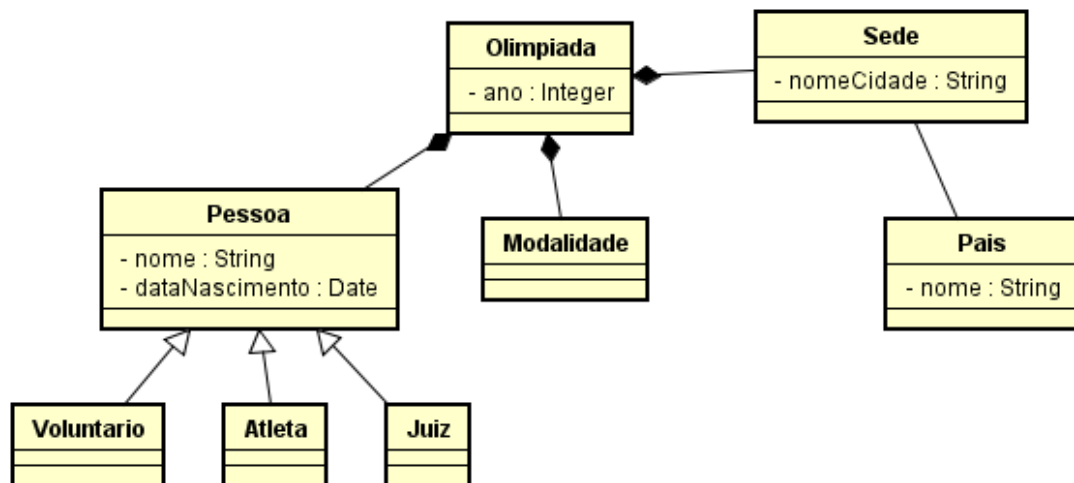 Olimpiada
- ano : Integer
Sede
- nomeCidade : String
Pessoa
- nome : String
- dataNascimento : Date
Modalidade
Pais
- nome : String
Voluntario
Atleta
Juiz